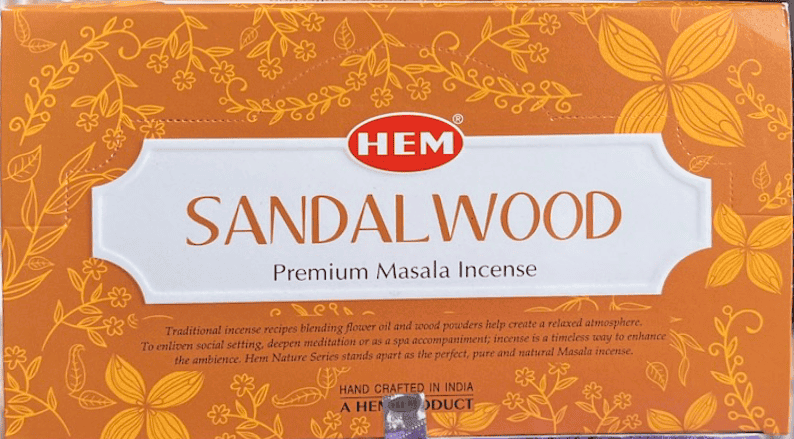 HEM®
SANDALWOOD
Premium Masala Incense
Traditional incense recipes blending flower oil and wood powders help create a relaxed atmosphere.
To enliven social setting, deepen meditation or as a spa accompaniment; incense is a timeless way to enhance
the ambience. Hem Nature Series stands apart as the perfect, pure and natural Masala incense.
HAND CRAFTED IN INDIA
A HEM